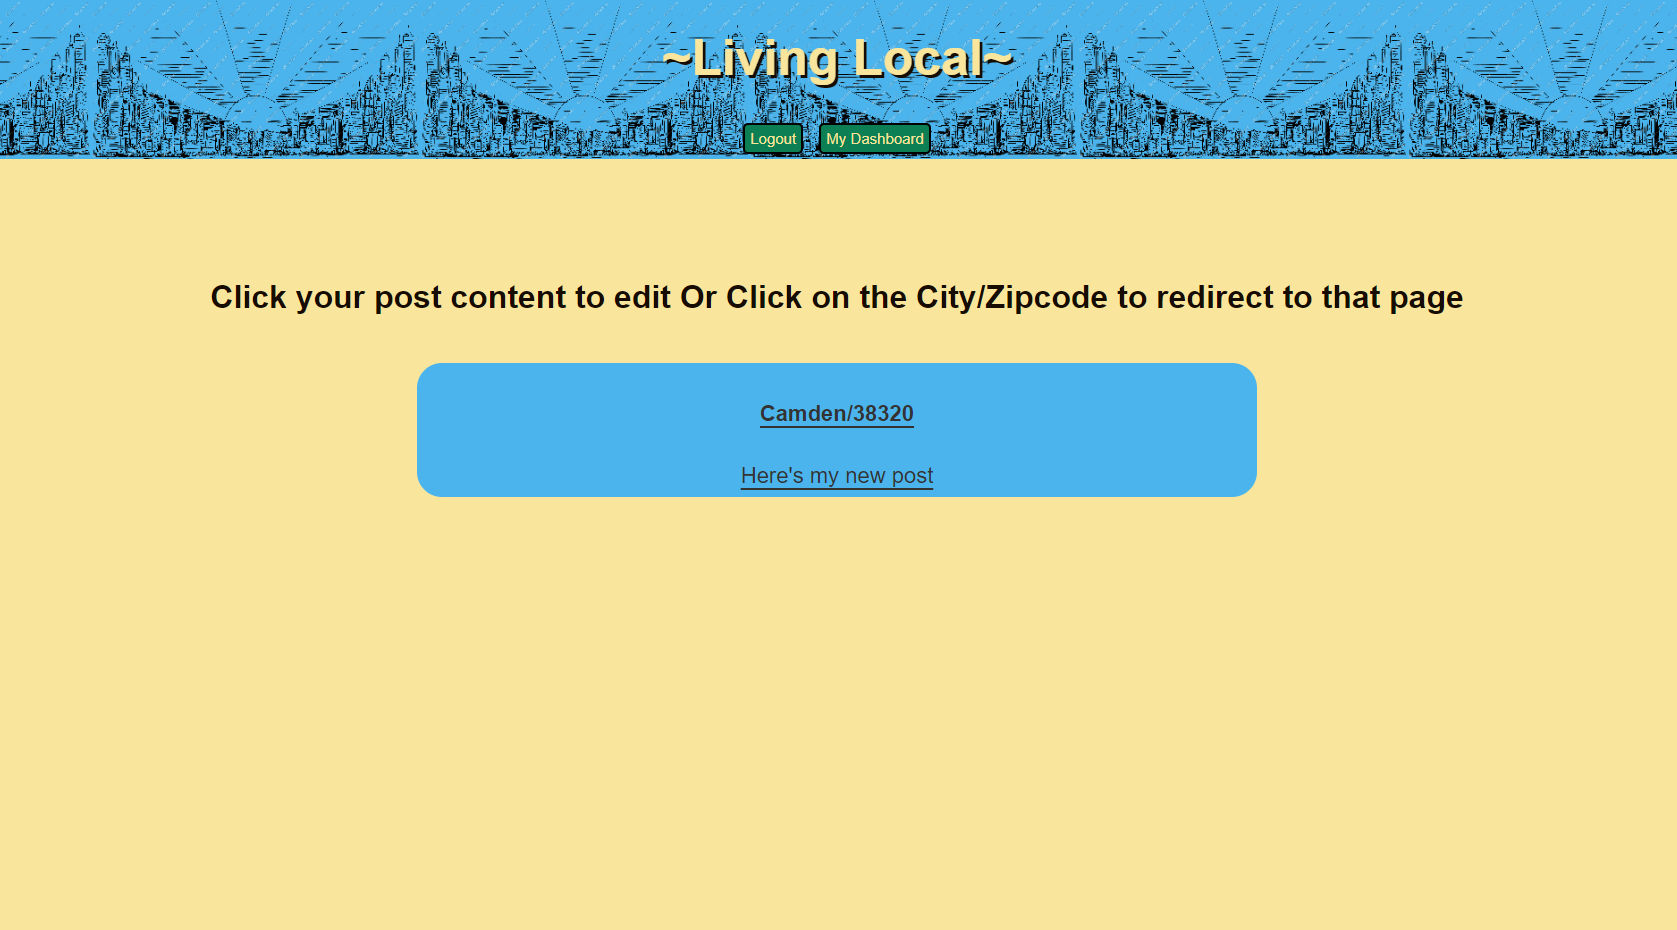 ~Living Local~
Logout My Dashboard
Click your post content to edit Or Click on the City/Zipcode to redirect to that page
Camden/38320
Here's my new post